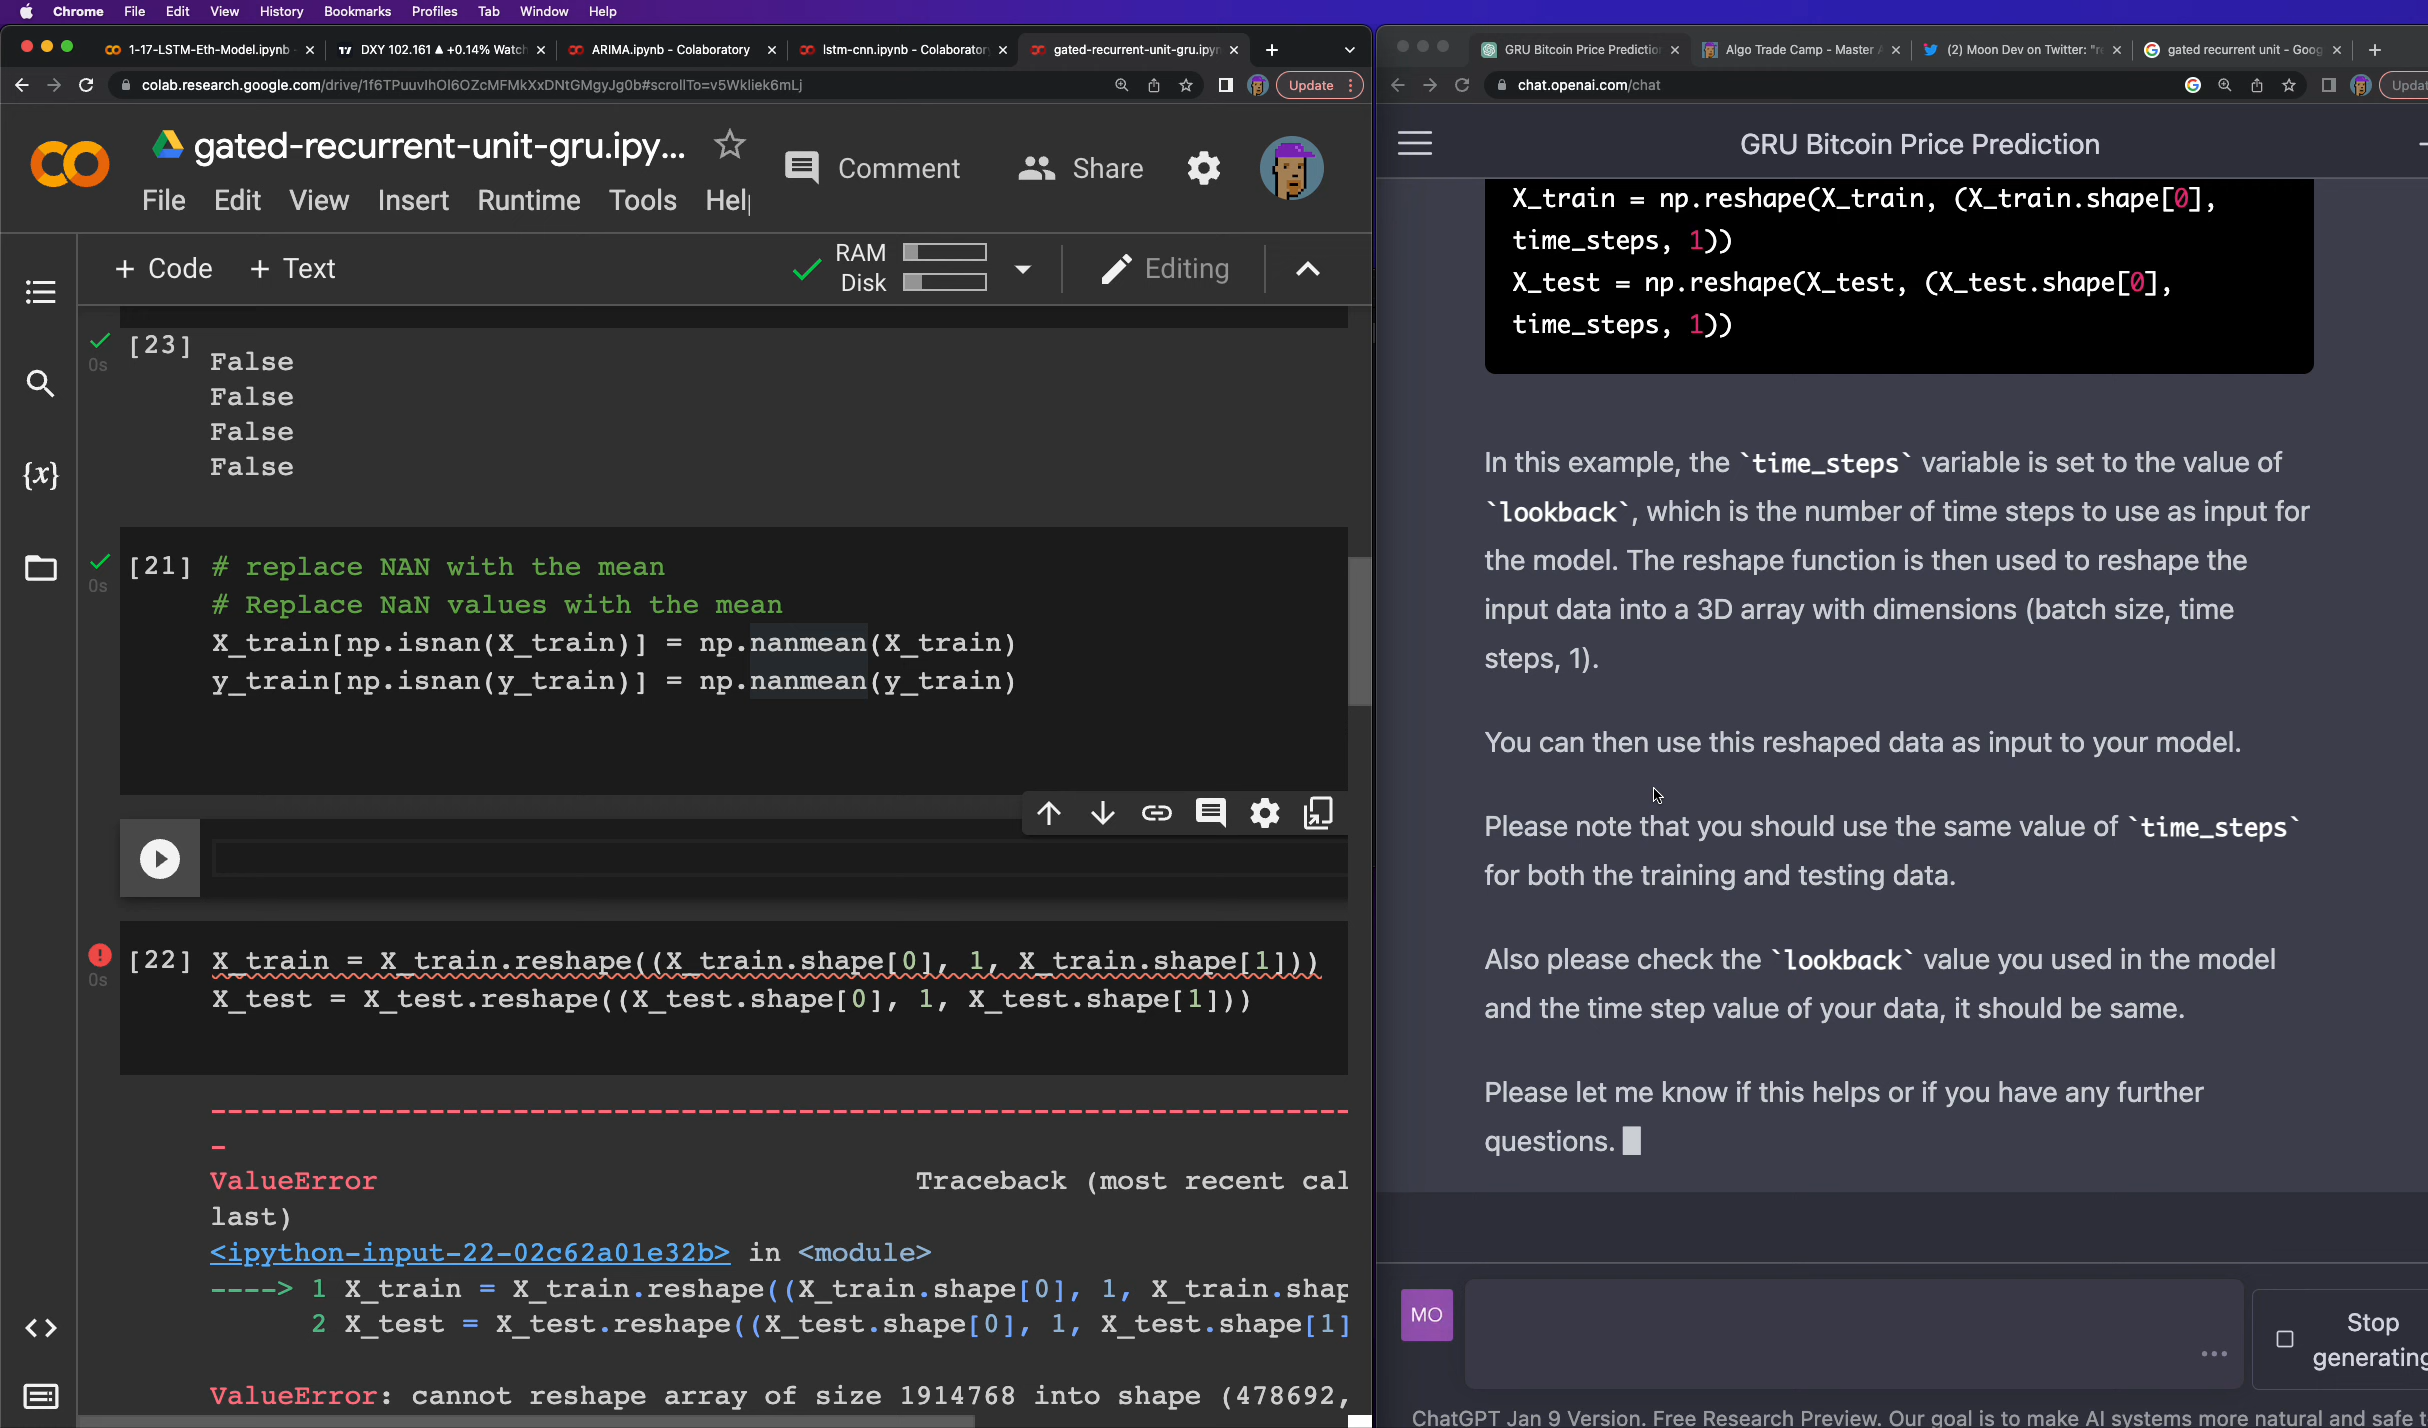 Chrome File Edit View History Bookmarks Profiles Tab Window Help
1-17-LSTM-Eth-Model.ipynb
DXY 102.161 ▲ +0.14% Watch
ARIMA.ipynb - Colaboratory
lstm-cnn.ipynb - Colaborator
gated-recurrent-unit-gru.ipyn
colab.research.google.com/drive/1f6TPuuvIhOI6OZcMFMkXxDNtGMgyJg0b#scrollTo=v5Wkliek6mLj
Update
gated-recurrent-unit-gru.ipy...
Comment
Share
File Edit View Insert Runtime Tools Hel
+ Code + Text
RAM
Disk
Editing
[23]
0s
False
False
False
False
[21] # replace NAN with the mean
0s
# Replace NaN values with the mean
X_train[np.isnan(X_train)] = np.nanmean(X_train)
y_train[np.isnan(y_train)] = np.nanmean(y_train)
[22] X_train = X_train.reshape((X_train.shape[0], 1, X_train.shape[1]))
0s
X_test = X_test.reshape((X_test.shape[0], 1, X_test.shape[1]))
ValueError Traceback (most recent cal
last)
<ipython-input-22-02c62a01e32b> in <module>
----> 1 X_train = X_train.reshape((X_train.shape[0], 1, X_train.shap
2 X_test = X_test.reshape((X_test.shape[0], 1, X_test.shape[1]
ValueError: cannot reshape array of size 1914768 into shape (478692,
GRU Bitcoin Price Predictio
Algo Trade Camp - Master A
(2) Moon Dev on Twitter: "r
gated recurrent unit - Goog
chat.openai.com/chat
Updat
GRU Bitcoin Price Prediction
X_train = np.reshape(X_train, (X_train.shape[0],
time_steps, 1))
X_test = np.reshape(X_test, (X_test.shape[0],
time_steps, 1))
In this example, the `time_steps` variable is set to the value of
`lookback`, which is the number of time steps to use as input for
the model. The reshape function is then used to reshape the
input data into a 3D array with dimensions (batch size, time
steps, 1).
You can then use this reshaped data as input to your model.
Please note that you should use the same value of `time_steps`
for both the training and testing data.
Also please check the `lookback` value you used in the model
and the time step value of your data, it should be same.
Please let me know if this helps or if you have any further
questions.
MO
Stop
generating
ChatGPT Jan 9 Version. Free Research Preview. Our goal is to make AI systems more natural and safe t